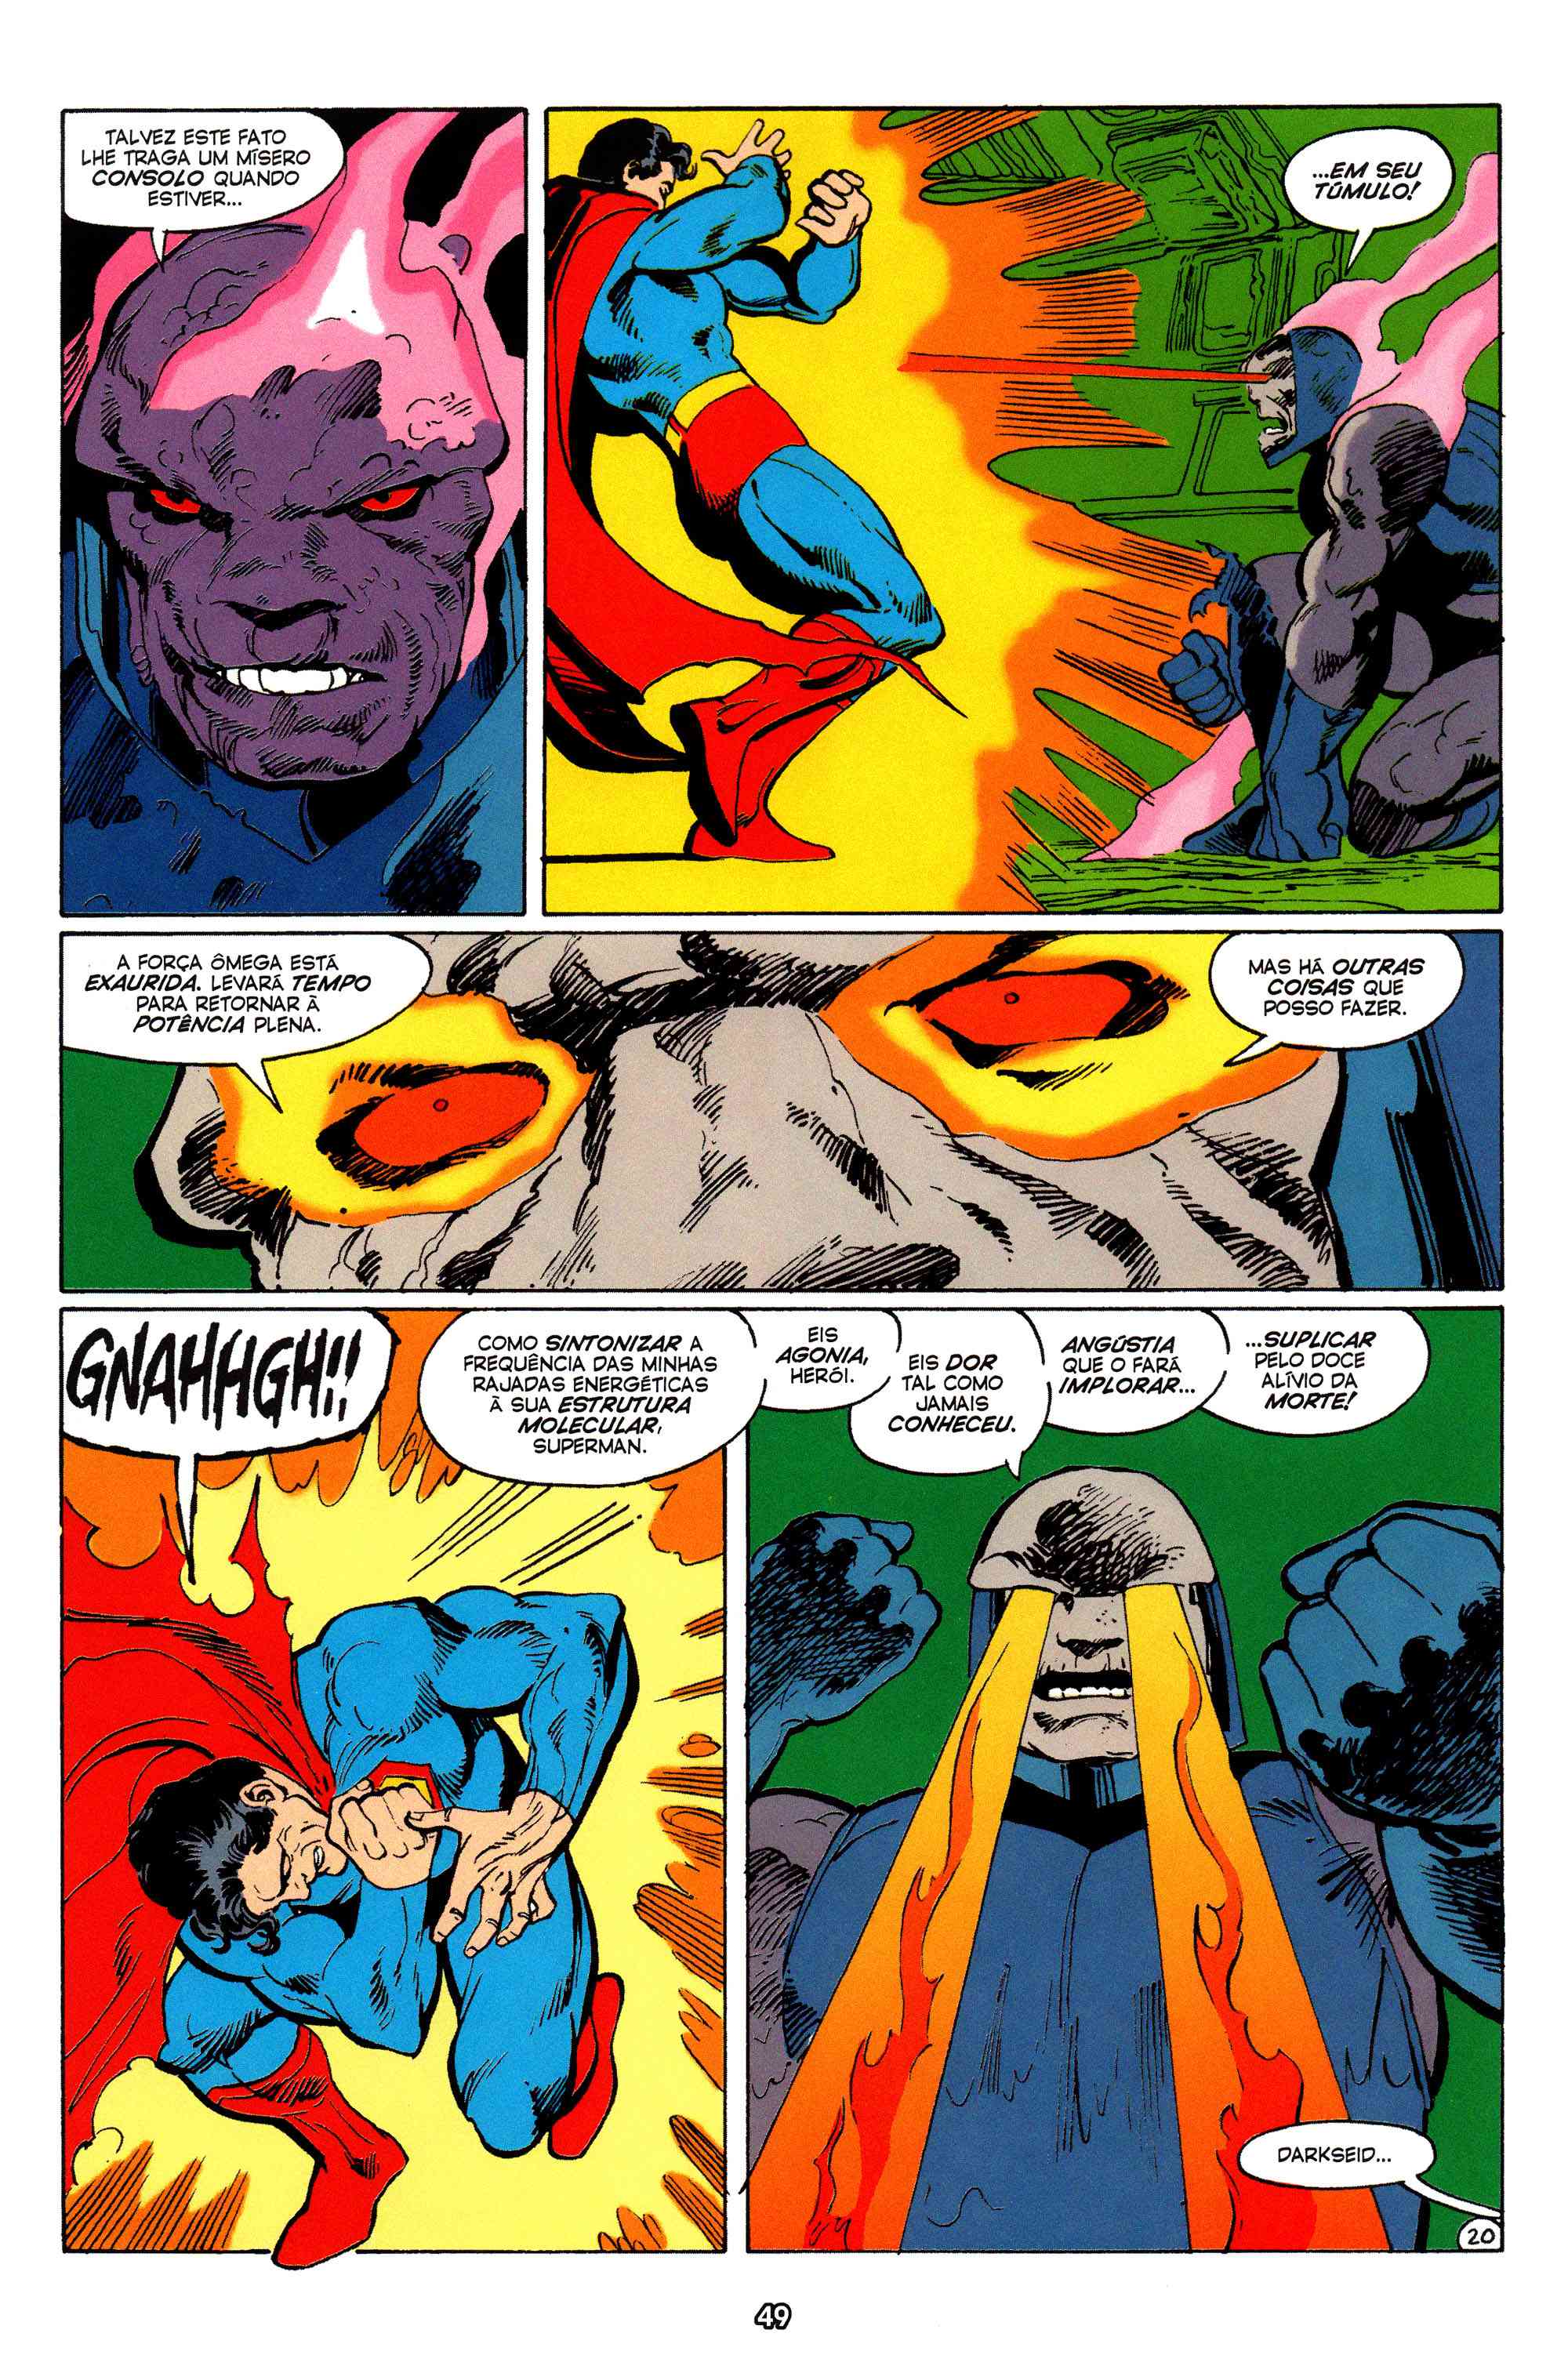 TALVEZ ESTE FATO
LHE TRAGA UM MÍSERO
CONSOLO QUANDO
ESTIVER...
...EM SEU
TÚMULO!
A FORÇA ÔMEGA ESTÁ
EXAURIDA. LEVARÁ TEMPO
PARA RETORNAR À
POTÊNCIA PLENA.
MAS HÁ OUTRAS
COISAS QUE
POSSO FAZER.
GNAHHGH!!
COMO SINTONIZAR A
FREQUÊNCIA DAS MINHAS
RAJADAS ENERGÉTICAS
À SUA ESTRUTURA
MOLECULAR,
SUPERMAN.
EIS
AGONIA,
HERÓI.
EIS DOR
TAL COMO
JAMAIS
CONHECEU.
ANGÚSTIA
QUE O FARÁ
IMPLORAR...
...SUPLICAR
PELO DOCE
ALÍVIO DA
MORTE!
DARKSEID...
20
49